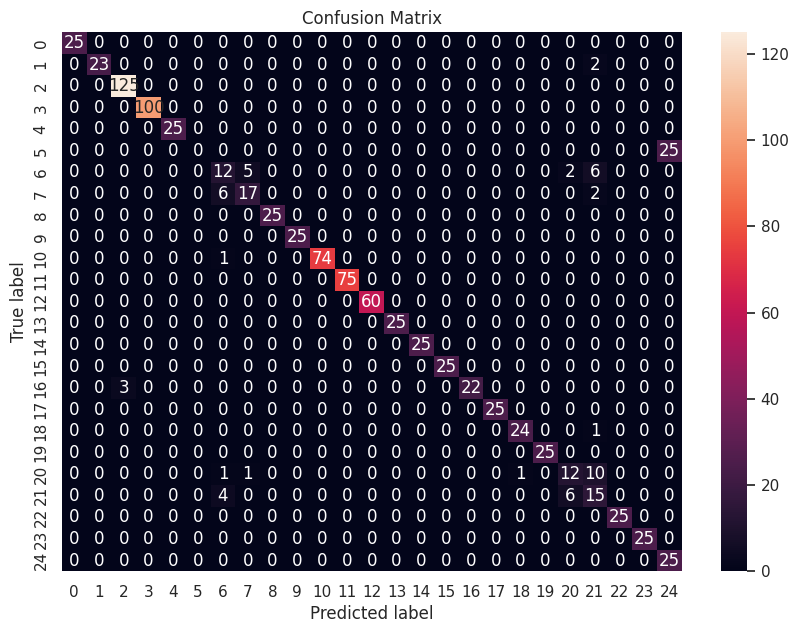 Confusion Matrix
0 25 0 0 0 0 0 0 0 0 0 0 0 0 0 0 0 0 0 0 0 0 0 0 0 0
1 0 23 0 0 0 0 0 0 0 0 0 0 0 0 0 0 0 0 0 0 0 2 0 0 0
2 0 0 125 0 0 0 0 0 0 0 0 0 0 0 0 0 0 0 0 0 0 0 0 0 0
3 0 0 0 100 0 0 0 0 0 0 0 0 0 0 0 0 0 0 0 0 0 0 0 0 0
4 0 0 0 0 25 0 0 0 0 0 0 0 0 0 0 0 0 0 0 0 0 0 0 0 0
5 0 0 0 0 0 0 0 0 0 0 0 0 0 0 0 0 0 0 0 0 0 0 0 0 25
6 0 0 0 0 0 0 12 5 0 0 0 0 0 0 0 0 0 0 0 0 2 6 0 0 0
7 0 0 0 0 0 0 6 17 0 0 0 0 0 0 0 0 0 0 0 0 0 2 0 0 0
8 0 0 0 0 0 0 0 0 25 0 0 0 0 0 0 0 0 0 0 0 0 0 0 0 0
9 0 0 0 0 0 0 0 0 0 25 0 0 0 0 0 0 0 0 0 0 0 0 0 0 0
10 0 0 0 0 0 0 1 0 0 0 74 0 0 0 0 0 0 0 0 0 0 0 0 0 0
11 0 0 0 0 0 0 0 0 0 0 0 75 0 0 0 0 0 0 0 0 0 0 0 0 0
12 0 0 0 0 0 0 0 0 0 0 0 0 60 0 0 0 0 0 0 0 0 0 0 0 0
13 0 0 0 0 0 0 0 0 0 0 0 0 0 25 0 0 0 0 0 0 0 0 0 0 0
14 0 0 0 0 0 0 0 0 0 0 0 0 0 0 25 0 0 0 0 0 0 0 0 0 0
15 0 0 0 0 0 0 0 0 0 0 0 0 0 0 0 25 0 0 0 0 0 0 0 0 0
16 0 0 3 0 0 0 0 0 0 0 0 0 0 0 0 0 22 0 0 0 0 0 0 0 0
17 0 0 0 0 0 0 0 0 0 0 0 0 0 0 0 0 0 25 0 0 0 0 0 0 0
18 0 0 0 0 0 0 0 0 0 0 0 0 0 0 0 0 0 0 24 0 0 1 0 0 0
19 0 0 0 0 0 0 0 0 0 0 0 0 0 0 0 0 0 0 0 25 0 0 0 0 0
20 0 0 0 0 0 0 1 1 0 0 0 0 0 0 0 0 0 0 1 0 12 10 0 0 0
21 0 0 0 0 0 0 4 0 0 0 0 0 0 0 0 0 0 0 0 0 6 15 0 0 0
22 0 0 0 0 0 0 0 0 0 0 0 0 0 0 0 0 0 0 0 0 0 0 25 0 0
23 0 0 0 0 0 0 0 0 0 0 0 0 0 0 0 0 0 0 0 0 0 0 0 25 0
24 0 0 0 0 0 0 0 0 0 0 0 0 0 0 0 0 0 0 0 0 0 0 0 0 25
0 1 2 3 4 5 6 7 8 9 10 11 12 13 14 15 16 17 18 19 20 21 22 23 24
Predicted label
True label
120
100
80
60
40
20
0